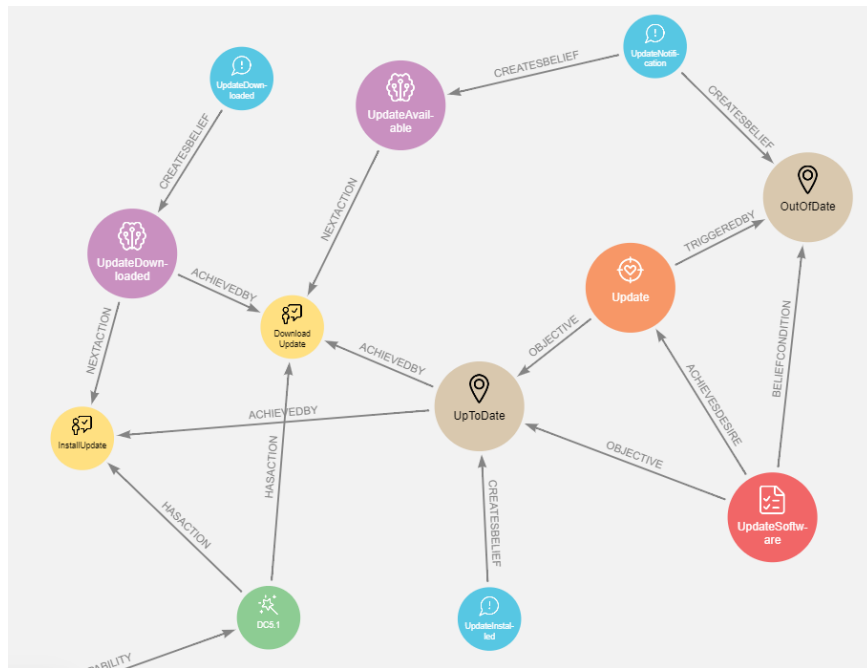 UpdateNotifi-
cation
UpdateDown-
loaded
CREATESBELIEF
UpdateAvail-
able
CREATESBELIEF
CREATESBELIEF
OutOfDate
NEXTACTION
TRIGGEREDBY
UpdateDown-
loaded
ACHIEVEDBY
Update
Download
Update
OBJECTIVE
BELIEFCONDITION
NEXTACTION
ACHIEVEDBY
ACHIEVESDESIRE
UpToDate
ACHIEVEDBY
InstallUpdate
HASACTION
OBJECTIVE
HASACTION
CREATESBELIEF
UpdateSoftw-
are
DC5.1
UpdateInstal-
led
PABILITY